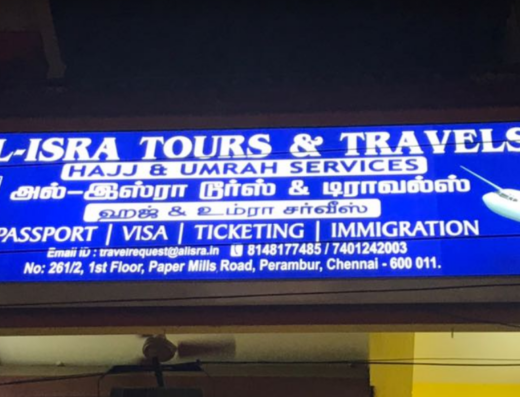 L-ISRA TOURS & TRAVELS
HAJJ & UMRAH SERVICES
அல்-இஸ்ரா டூர்ஸ் & டிராவல்ஸ்
ஹஜ் & உம்ரா சர்வீஸ்
PASSPORT | VISA | TICKETING | IMMIGRATION
Email ID : travelrequest@alisra.in 8148177485 / 7401242003
No: 261/2, 1st Floor, Paper Mills Road, Perambur, Chennai - 600 011.